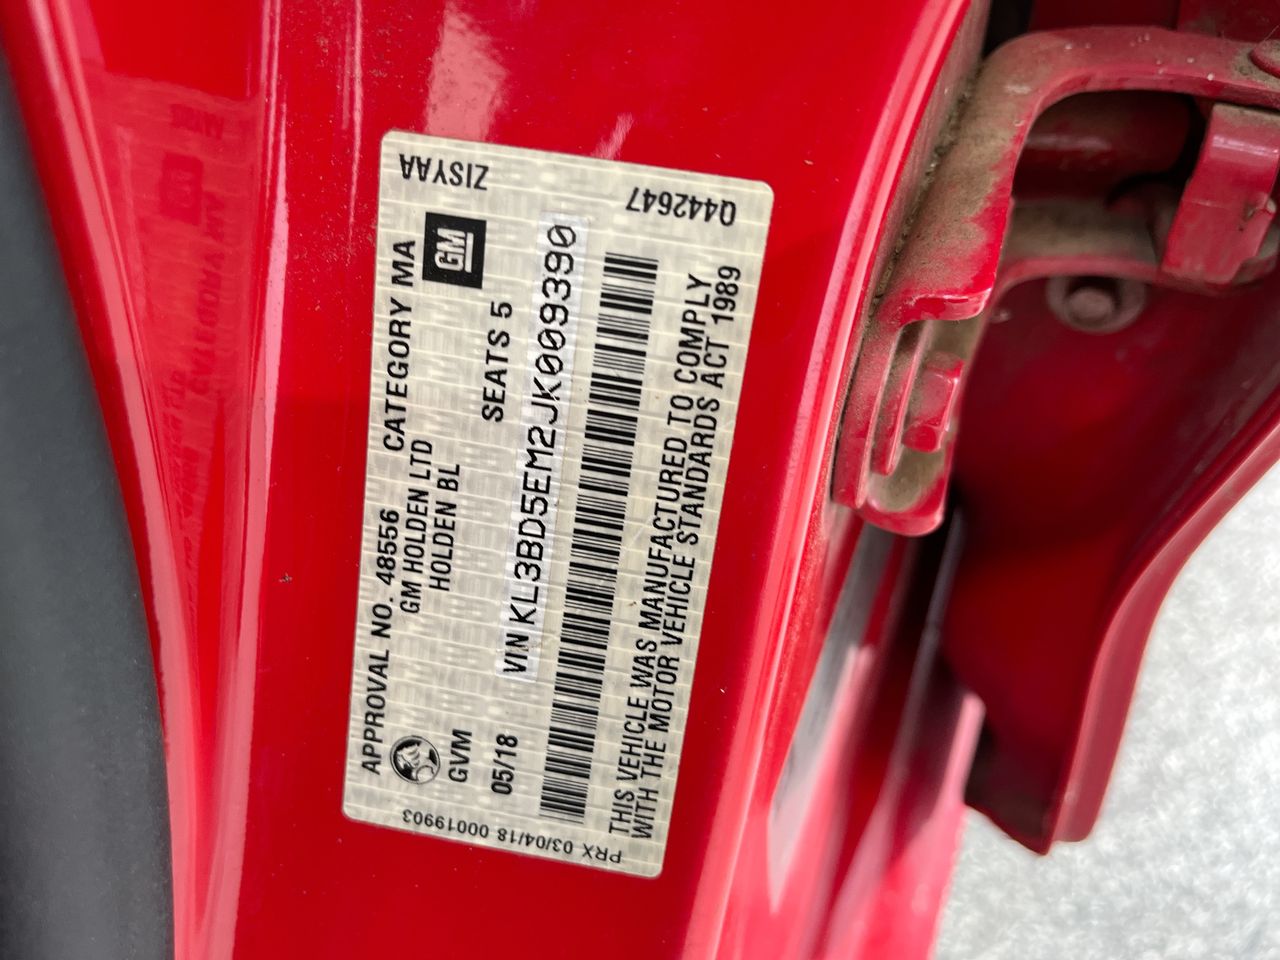 ZISYAA
Q442647
APPROVAL NO. 48556 CATEGORY MA
GM HOLDEN LTD
HOLDEN BL
GM
GVM SEATS 5
05/18 VIN KL3BD5EM2JK009390
THIS VEHICLE WAS MANUFACTURED TO COMPLY
WITH THE MOTOR VEHICLE STANDARDS ACT 1989
PRX 03/04/18 00019903